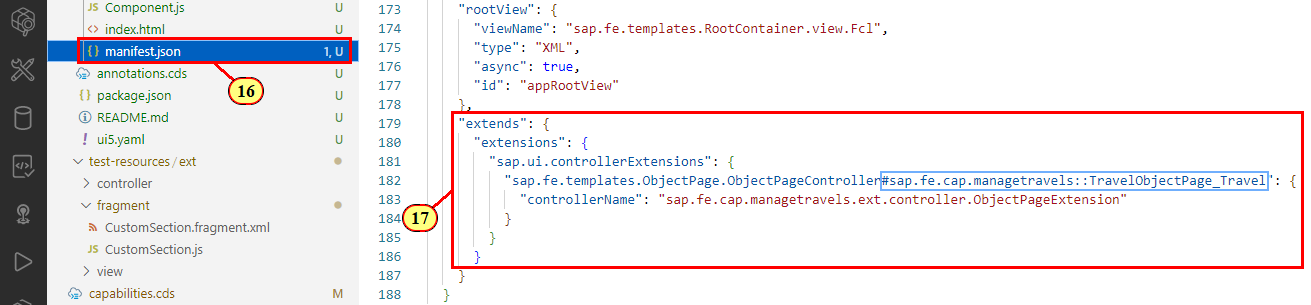 JS Component.js U
<> index.html U
{ } manifest.json 1, U
16
annotations.cds U
{ } package.json U
README.md U
! ui5.yaml U
test-resources / ext
controller
fragment
CustomSection.fragment.xml
JS CustomSection.js
view
capabilities.cds M
173 "rootView": {
174 "viewName": "sap.fe.templates.RootContainer.view.Fcl",
175 "type": "XML",
176 "async": true,
177 "id": "appRootView"
178 },
179 "extends": {
180 "extensions": {
181 "sap.ui.controllerExtensions": {
182 "sap.fe.templates.ObjectPage.ObjectPageController#sap.fe.cap.managetravels::TravelObjectPage_Travel": {
183 "controllerName": "sap.fe.cap.managetravels.ext.controller.ObjectPageExtension"
17
184 }
185 }
186 }
187 }
188 }